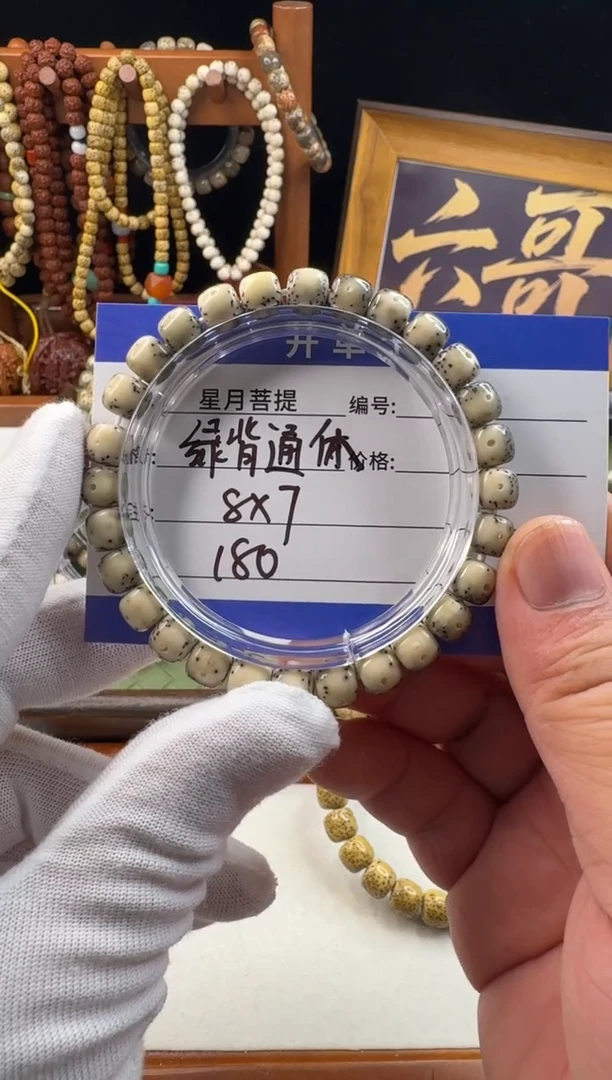 六哥
开单
星月菩提 编号:
绿背通体 价格:
8x7
180